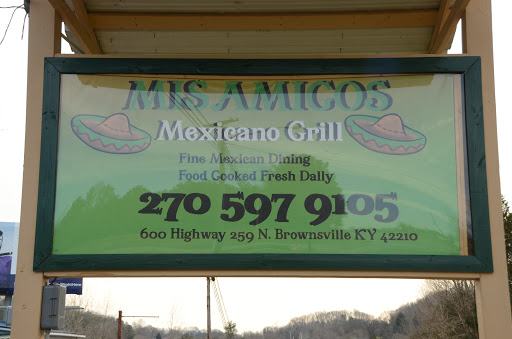 MIS AMIGOS
Mexicano Grill
Fine Mexican Dining
Food Cooked Fresh Daily
270 597 9105
600 Highway 259 N. Brownsville KY 42210